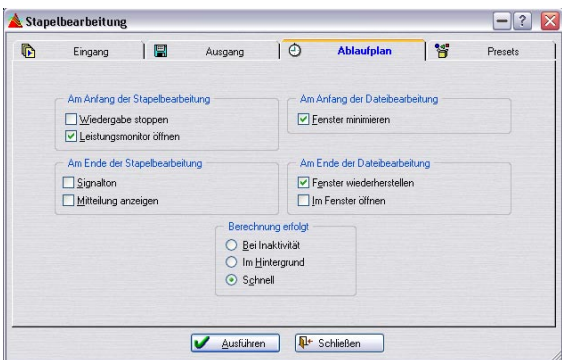 Stapelbearbeitung
?
Eingang
Ausgang
Ablaufplan
Presets
Am Anfang der Stapelbearbeitung
Wiedergabe stoppen
Leistungsmonitor öffnen
Am Anfang der Dateibearbeitung
Fenster minimieren
Am Ende der Stapelbearbeitung
Signalton
Mitteilung anzeigen
Am Ende der Dateibearbeitung
Fenster wiederherstellen
Im Fenster öffnen
Berechnung erfolgt
Bei Inaktivität
Im Hintergrund
Schnell
Ausführen
Schließen